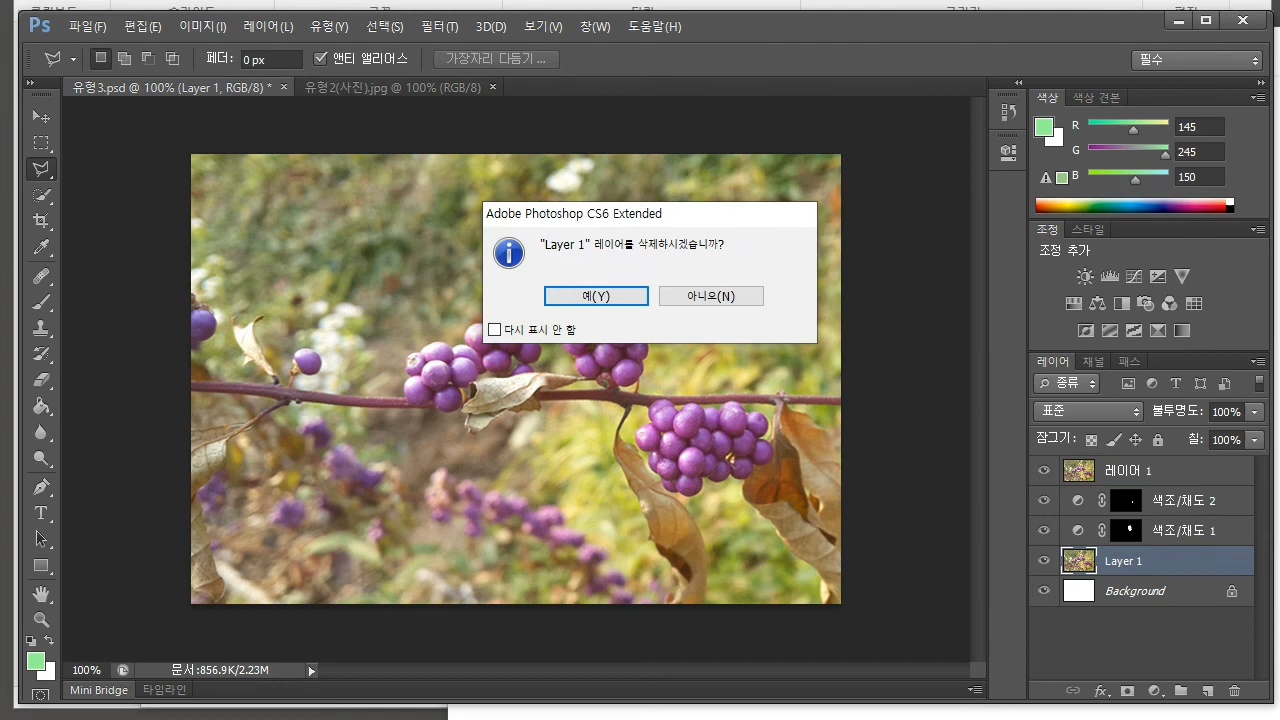 Ps 파일(F) 편집(E) 이미지(I) 레이어(L) 유형(Y) 선택(S) 필터(T) 3D(D) 보기(V) 창(W) 도움말(H)
페더: 0 px 앤티 앨리어스 가장자리 다듬기 ... 필수
유형3.psd @ 100% (Layer 1, RGB/8) * × 유형2(사진).jpg @ 100% (RGB/8) ×
색상 색상 견본
R 145
G 245
B 150
조정 스타일
조정 추가
Adobe Photoshop CS6 Extended
"Layer 1" 레이어를 삭제하시겠습니까?
예(Y) 아니오(N)
다시 표시 안 함
레이어 채널 패스
종류
표준 불투명도: 100%
잠그기: 칠: 100%
레이어 1
색조/채도 2
색조/채도 1
Layer 1
Background
100% 문서:856.9K/2.23M
Mini Bridge 타임라인